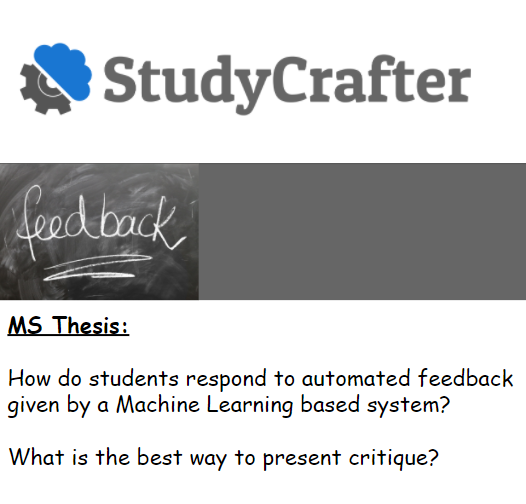 StudyCrafter
feedback
MS Thesis:
How do students respond to automated feedback
given by a Machine Learning based system?
What is the best way to present critique?